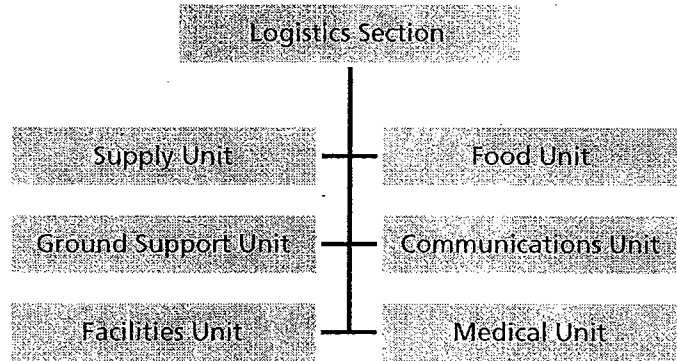 Logistics Section
Supply Unit
Food Unit
Ground Support Unit
Communications Unit
Facilities Unit
Medical Unit